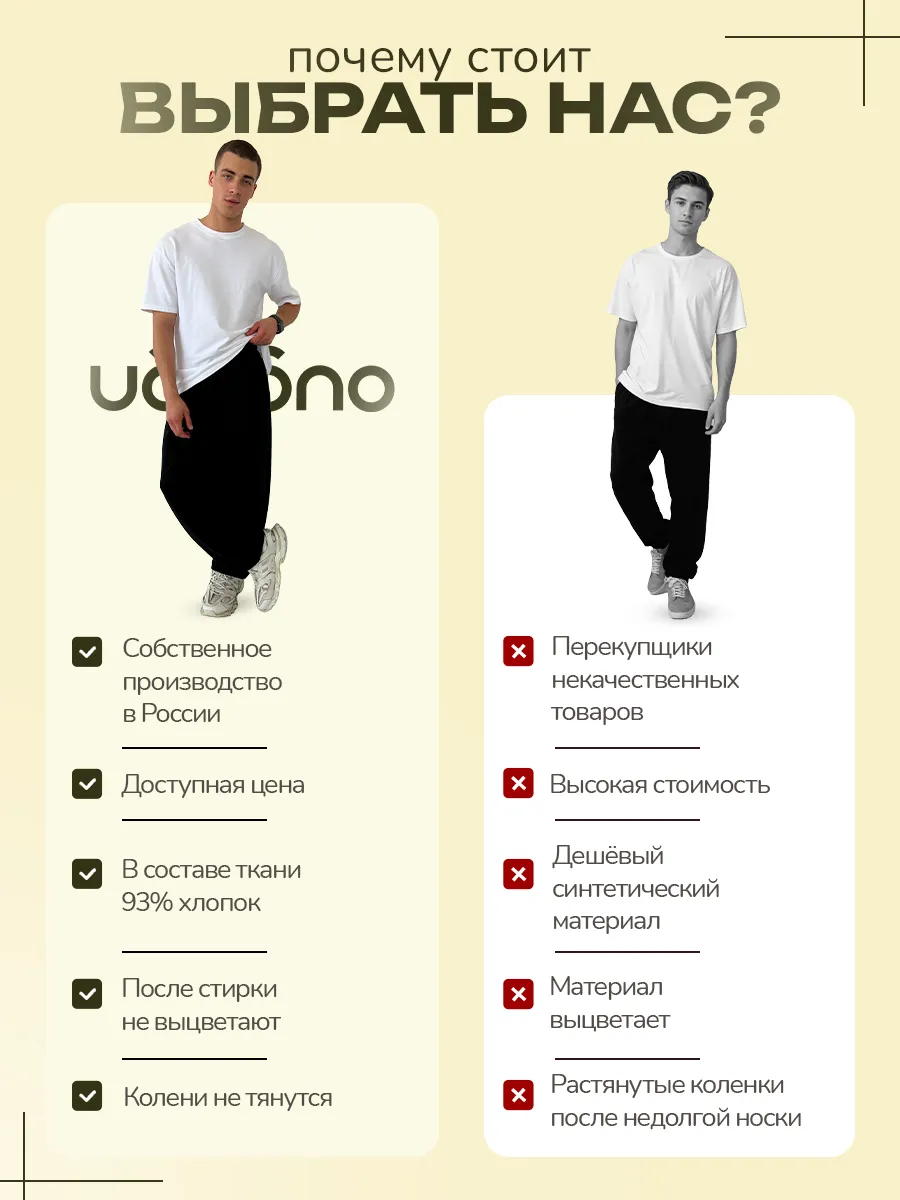 почему стоит
ВЫБРАТЬ НАС?
Собственное
производство
в России
Доступная цена
В составе ткани
93% хлопок
После стирки
не выцветают
Колени не тянутся
Перекупщики
некачественных
товаров
Высокая стоимость
Дешёвый
синтетический
материал
Материал
выцветает
Растянутые коленки
после недолгой носки